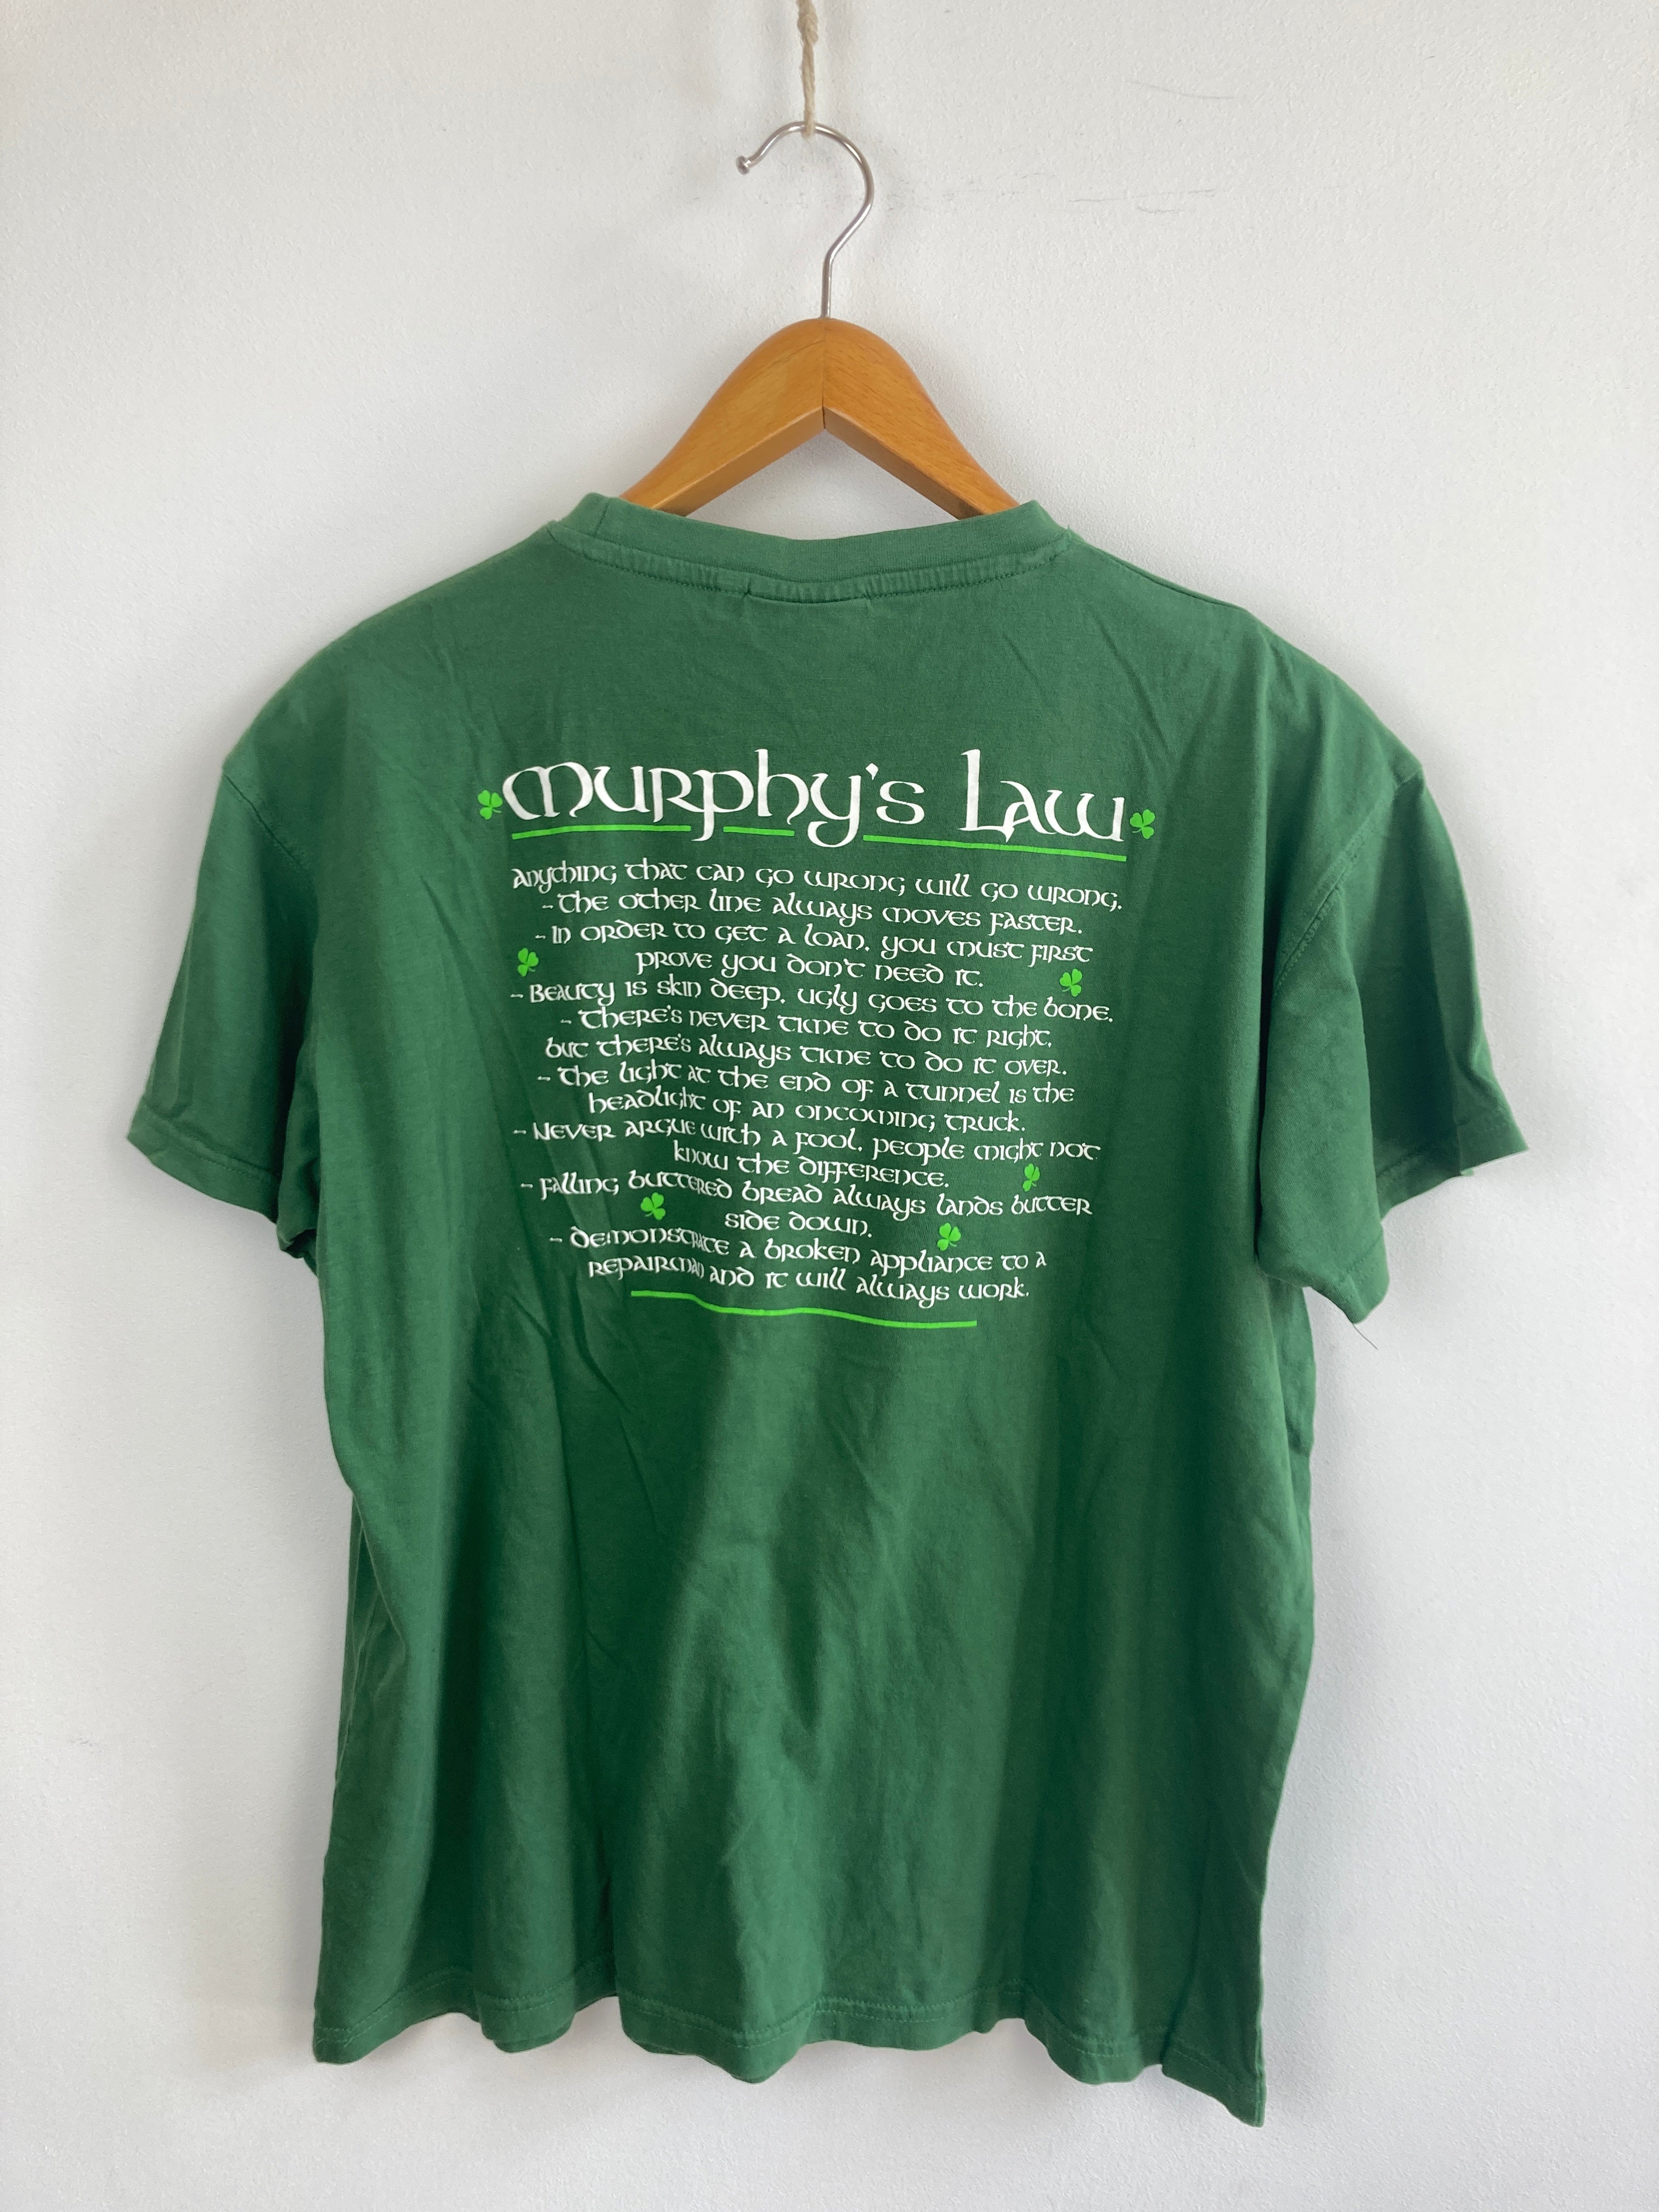 Murphy's Law
Anything that can go wrong will go wrong.
- The other line always moves faster.
- In order to get a loan, you must first
prove you don't need it.
- Beauty is skin deep, ugly goes to the bone.
- There's never time to do it right,
but there's always time to do it over.
- The light at the end of a tunnel is the
headlight of an oncoming truck.
- Never argue with a fool, people might not
know the difference.
- Falling buttered bread always lands butter
side down.
- Demonstrate a broken appliance to a
repairman and it will always work.